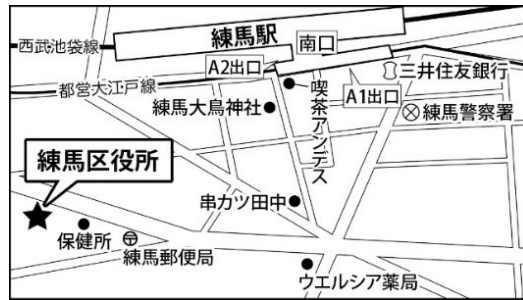 練馬駅
南口
西武池袋線
A2出口
三井住友銀行
都営大江戸線
A1出口
喫茶アンデス
練馬大鳥神社
練馬警察署
練馬区役所
串カツ田中
保健所
練馬郵便局
ウエルシア薬局